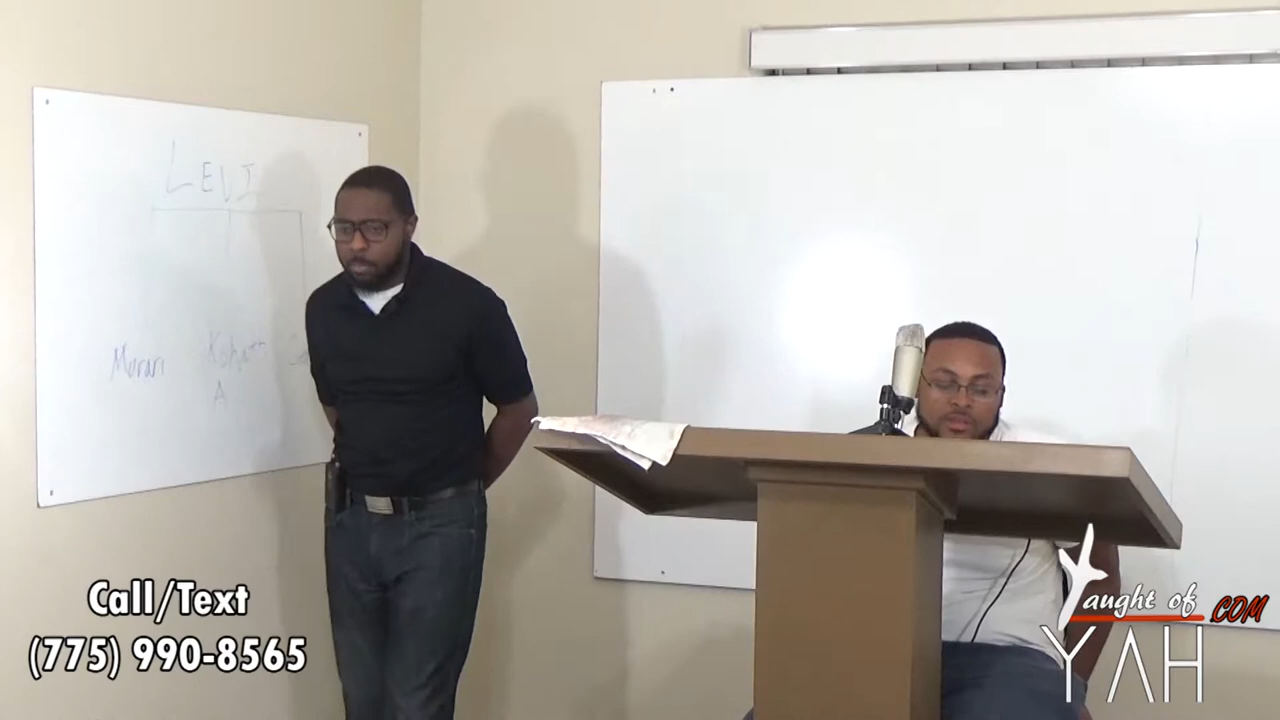 LEVI
Merari
Kohath
A
Call/Text
(775) 990-8565
Taught of .COM
YAH